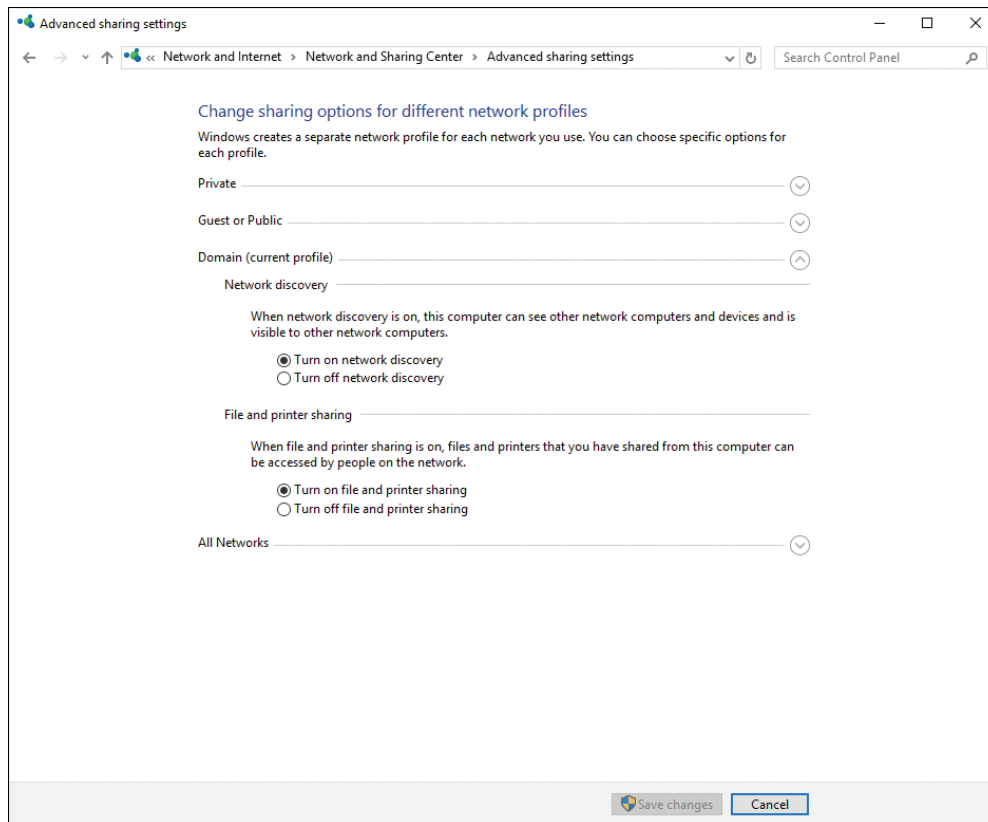 Advanced sharing settings
« Network and Internet › Network and Sharing Center › Advanced sharing settings
Search Control Panel
Change sharing options for different network profiles
Windows creates a separate network profile for each network you use. You can choose specific options for
each profile.
Private
Guest or Public
Domain (current profile)
Network discovery
When network discovery is on, this computer can see other network computers and devices and is
visible to other network computers.
Turn on network discovery
Turn off network discovery
File and printer sharing
When file and printer sharing is on, files and printers that you have shared from this computer can
be accessed by people on the network.
Turn on file and printer sharing
Turn off file and printer sharing
All Networks
Save changes
Cancel